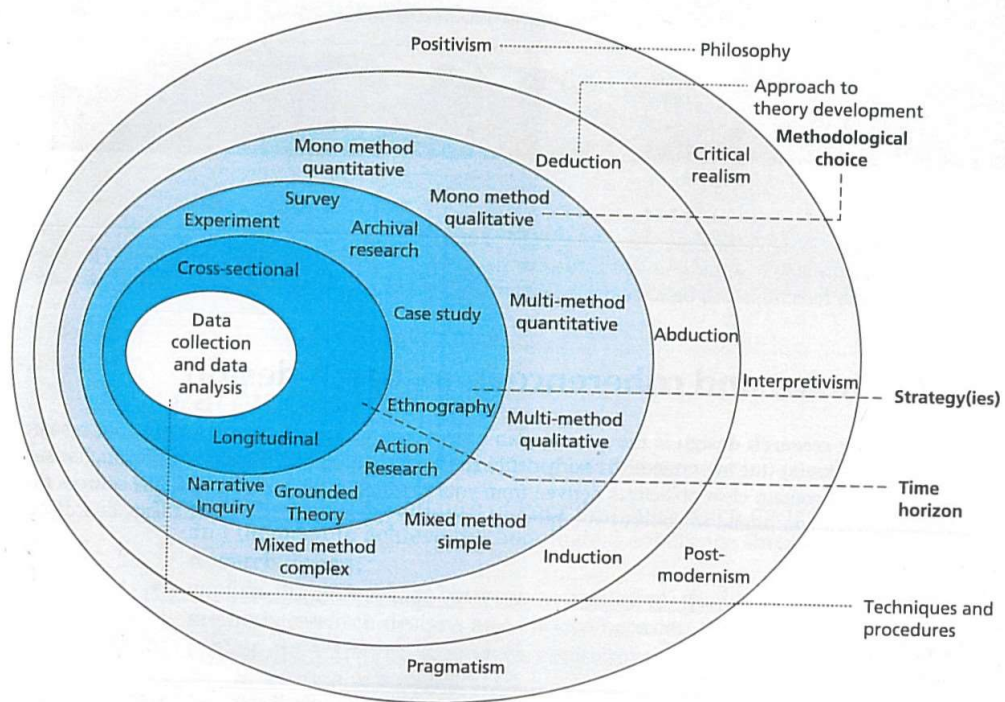 Positivism
Philosophy
Approach to
theory development
Methodological
choice
Mono method
quantitative
Deduction
Critical
realism
Mono method
qualitative
Survey
Experiment
Archival
research
Cross-sectional
Data
collection
and data
analysis
Case study
Multi-method
quantitative
Abduction
Interpretivism
Strategy(ies)
Ethnography
Multi-method
qualitative
Longitudinal
Action
Research
Narrative
Inquiry
Grounded
Theory
Time
horizon
Mixed method
simple
Mixed method
complex
Induction
Post-
modernism
Techniques and
procedures
Pragmatism